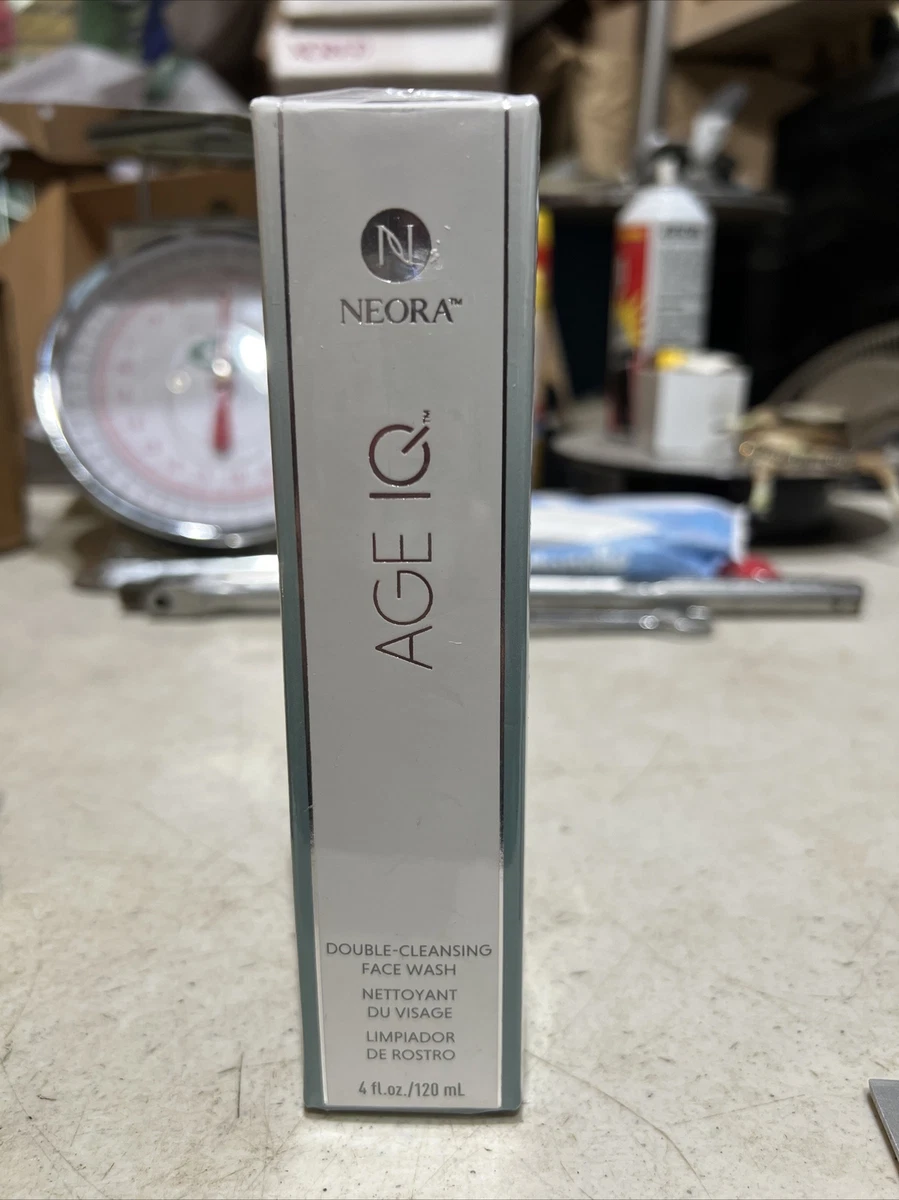 N
NEORA™
AGE IQ™
DOUBLE-CLEANSING
FACE WASH
NETTOYANT
DU VISAGE
LIMPIADOR
DE ROSTRO
4 fl.oz./120 mL